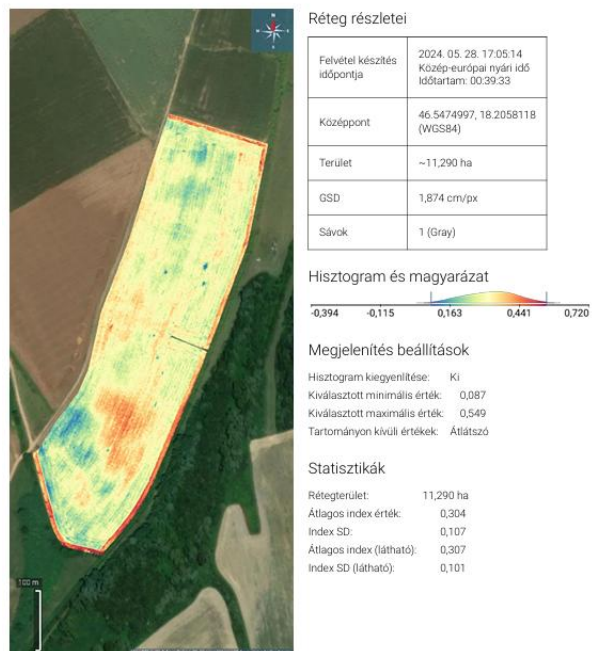 Réteg részletei
Felvétel készítés
időpontja
2024. 05. 28. 17:05:14
Közép-európai nyári idő
Időtartam: 00:39:33
Középpont
46.5474997, 18.2058118
(WGS84)
Terület
~11,290 ha
GSD
1,874 cm/px
Sávok
1 (Gray)
Hisztogram és magyarázat
-0,394 -0,115 0,163 0,441 0,720
Megjelenítés beállítások
Hisztogram kiegyenlítése: Ki
Kiválasztott minimális érték: 0,087
Kiválasztott maximális érték: 0,549
Tartományon kívüli értékek: Átlátszó
Statisztikák
Rétegterület: 11,290 ha
Átlagos index érték: 0,304
Index SD: 0,107
Átlagos index (látható): 0,307
Index SD (látható): 0,101
100 m